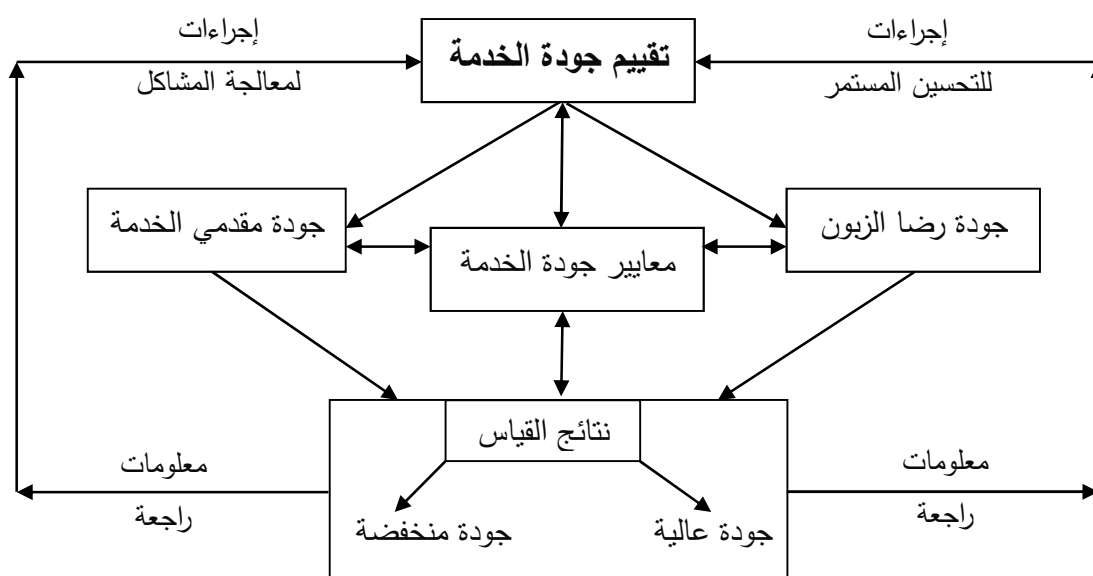 إجراءات
لمعالجة المشاكل
تقييم جودة الخدمة
إجراءات
للتحسين المستمر
جودة رضا الزبون
معايير جودة الخدمة
جودة مقدمي الخدمة
نتائج القياس
جودة عالية
جودة منخفضة
معلومات
راجعة
معلومات
راجعة